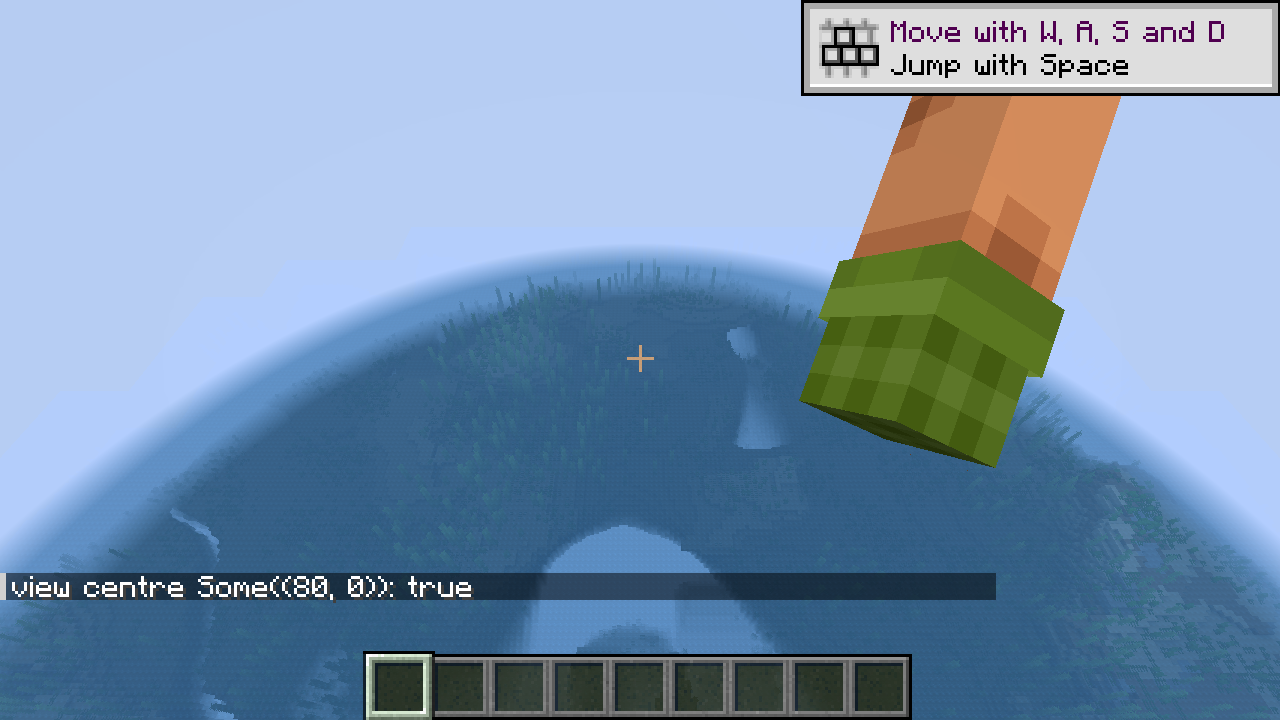 Move with W, A, S and D
Jump with Space
view centre Some((80, 0)): true